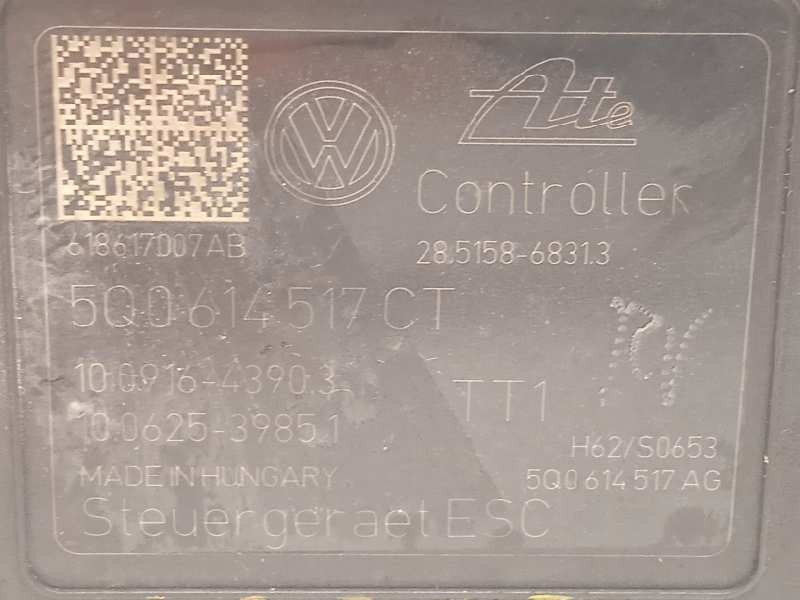 VW
Ate
Controller
618617007AB
28.5158-6831.3
5Q0 614 517 CT
10.0916-4390.3
TT1
10.0625-3985.1
H62/S0653
MADE IN HUNGARY
5Q0 614 517 AG
Steuergeraet ESC